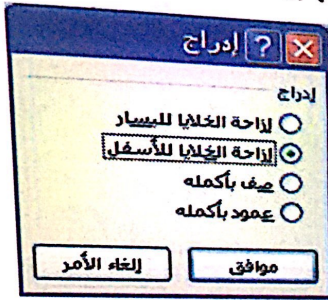 إدراج
إدراج
إزاحة الخلايا لليسار
إزاحة الخلايا للأسفل
صف بأكمله
عمود بأكمله
موافق
إلغاء الأمر